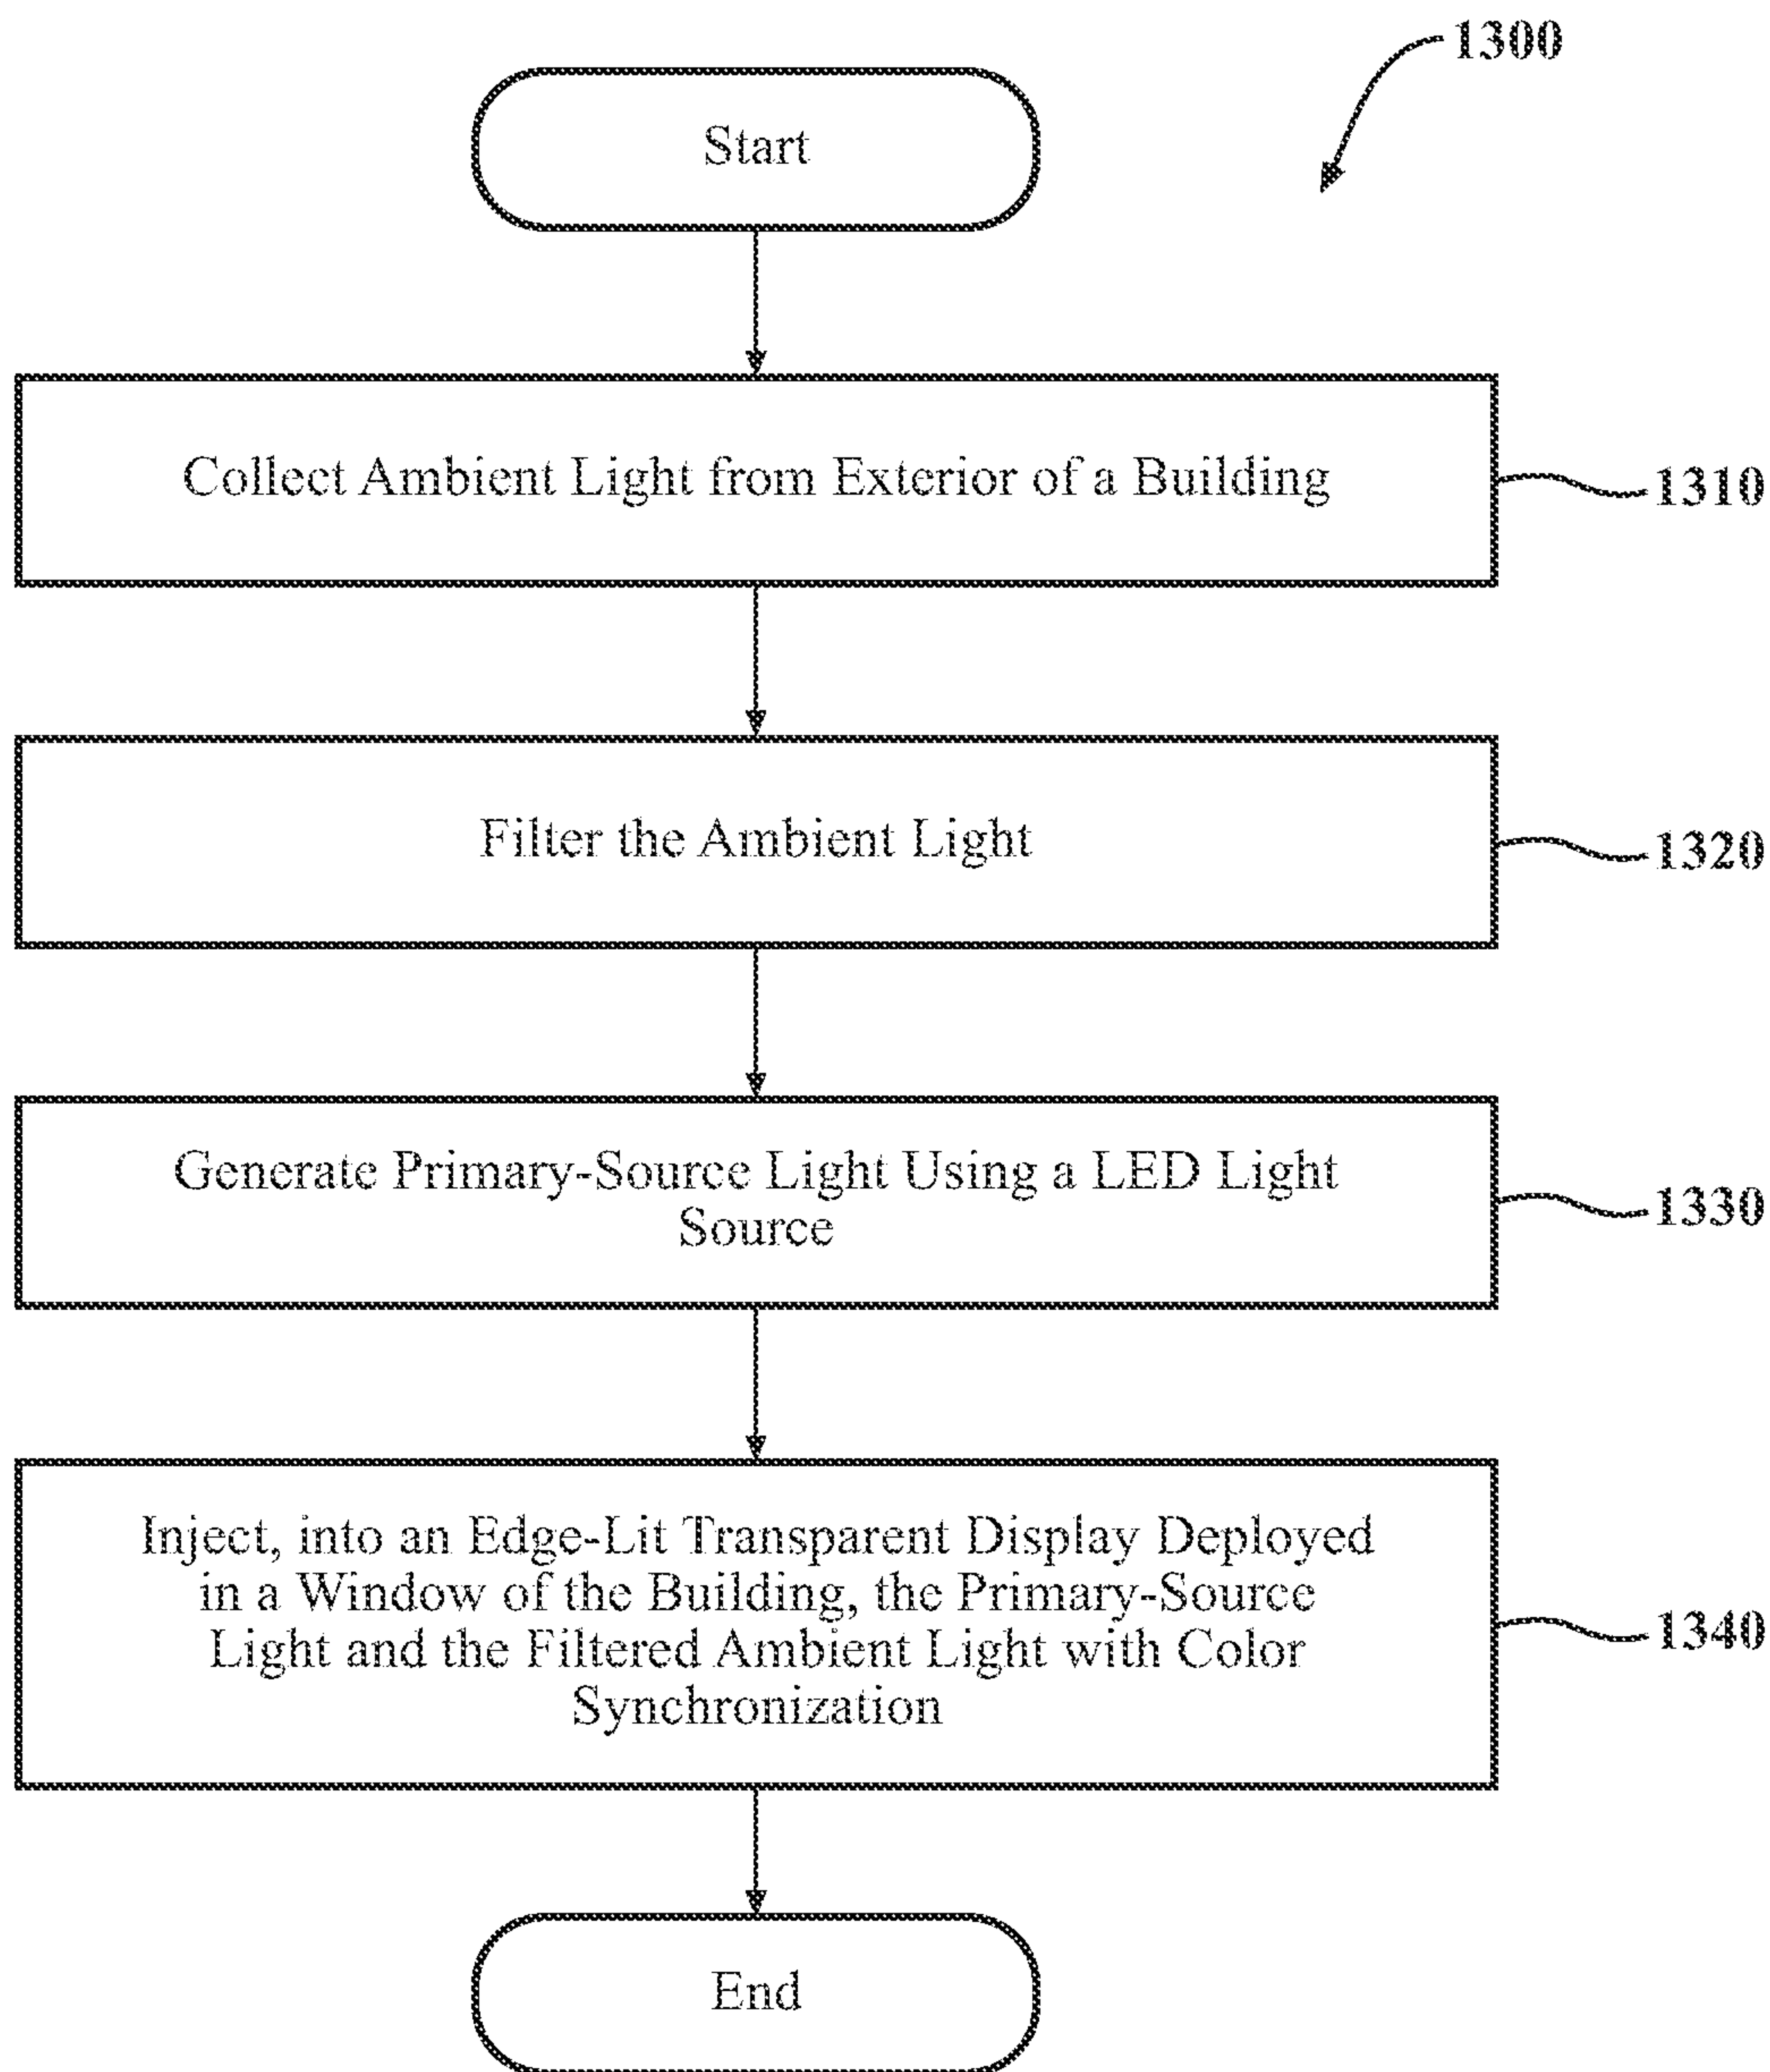 1300
Start
Collect Ambient Light from Exterior of a Building
1310
Filter the Ambient Light
1320
Generate Primary-Source Light Using a LED Light
Source
1330
Inject, into an Edge-Lit Transparent Display Deployed
in a Window of the Building, the Primary-Source
Light and the Filtered Ambient Light with Color
Synchronization
1340
End